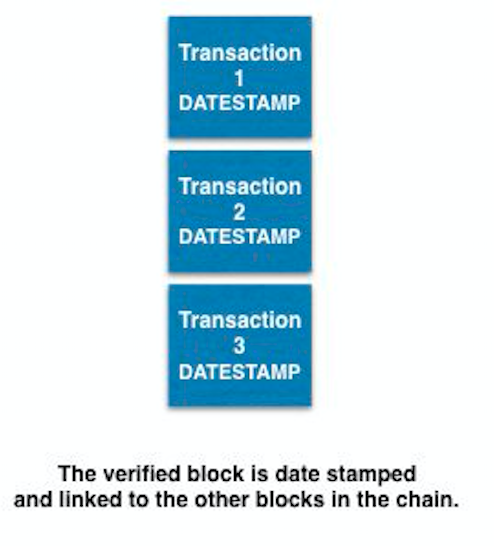 Transaction
1
DATESTAMP
Transaction
2
DATESTAMP
Transaction
3
DATESTAMP
The verified block is date stamped
and linked to the other blocks in the chain.